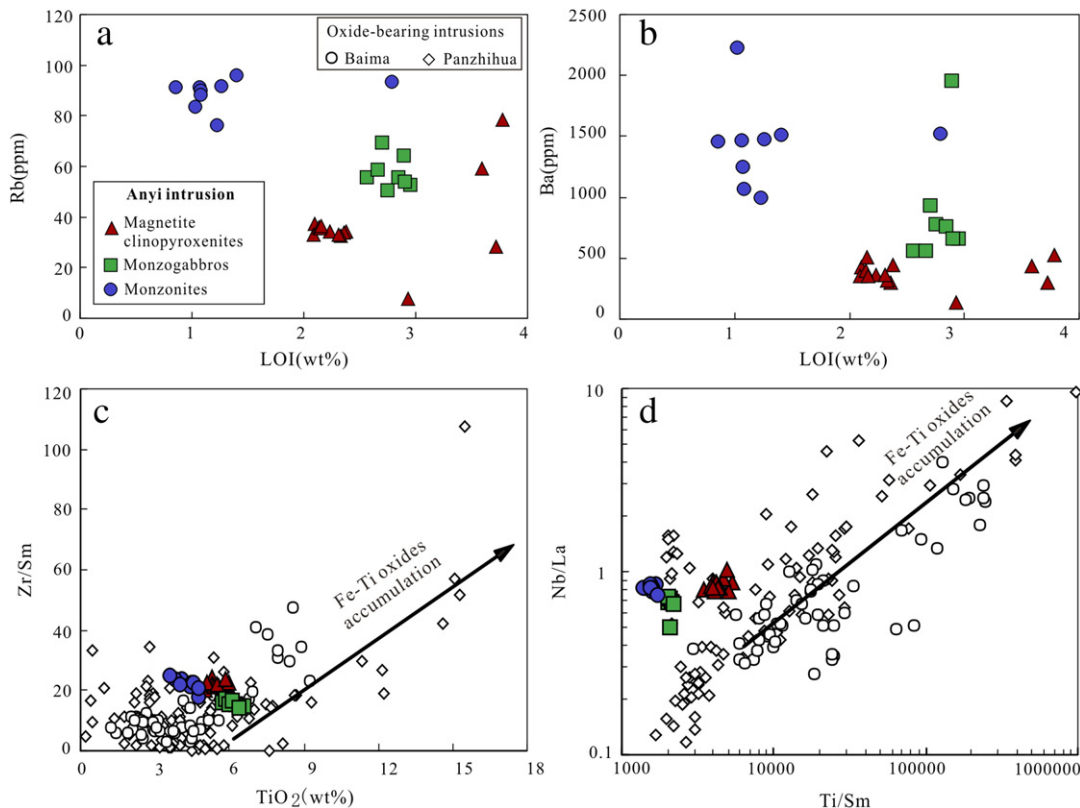 a
Oxide-bearing intrusions
Baima
Panzhihua
120
100
80
60
40
20
0
Rb(ppm)
Anyi intrusion
Magnetite
clinopyroxenites
Monzogabbros
Monzonites
0 1 2 3 4
LOI(wt%)
b
2500
2000
1500
1000
500
0
Ba(ppm)
0 1 2 3 4
LOI(wt%)
c
120
100
80
60
40
20
0
Zr/Sm
Fe-Ti oxides
accumulation
0 3 6 9 12 15 18
TiO2(wt%)
d
10
1
0.1
Nb/La
Fe-Ti oxides
accumulation
1000 10000 100000 1000000
Ti/Sm